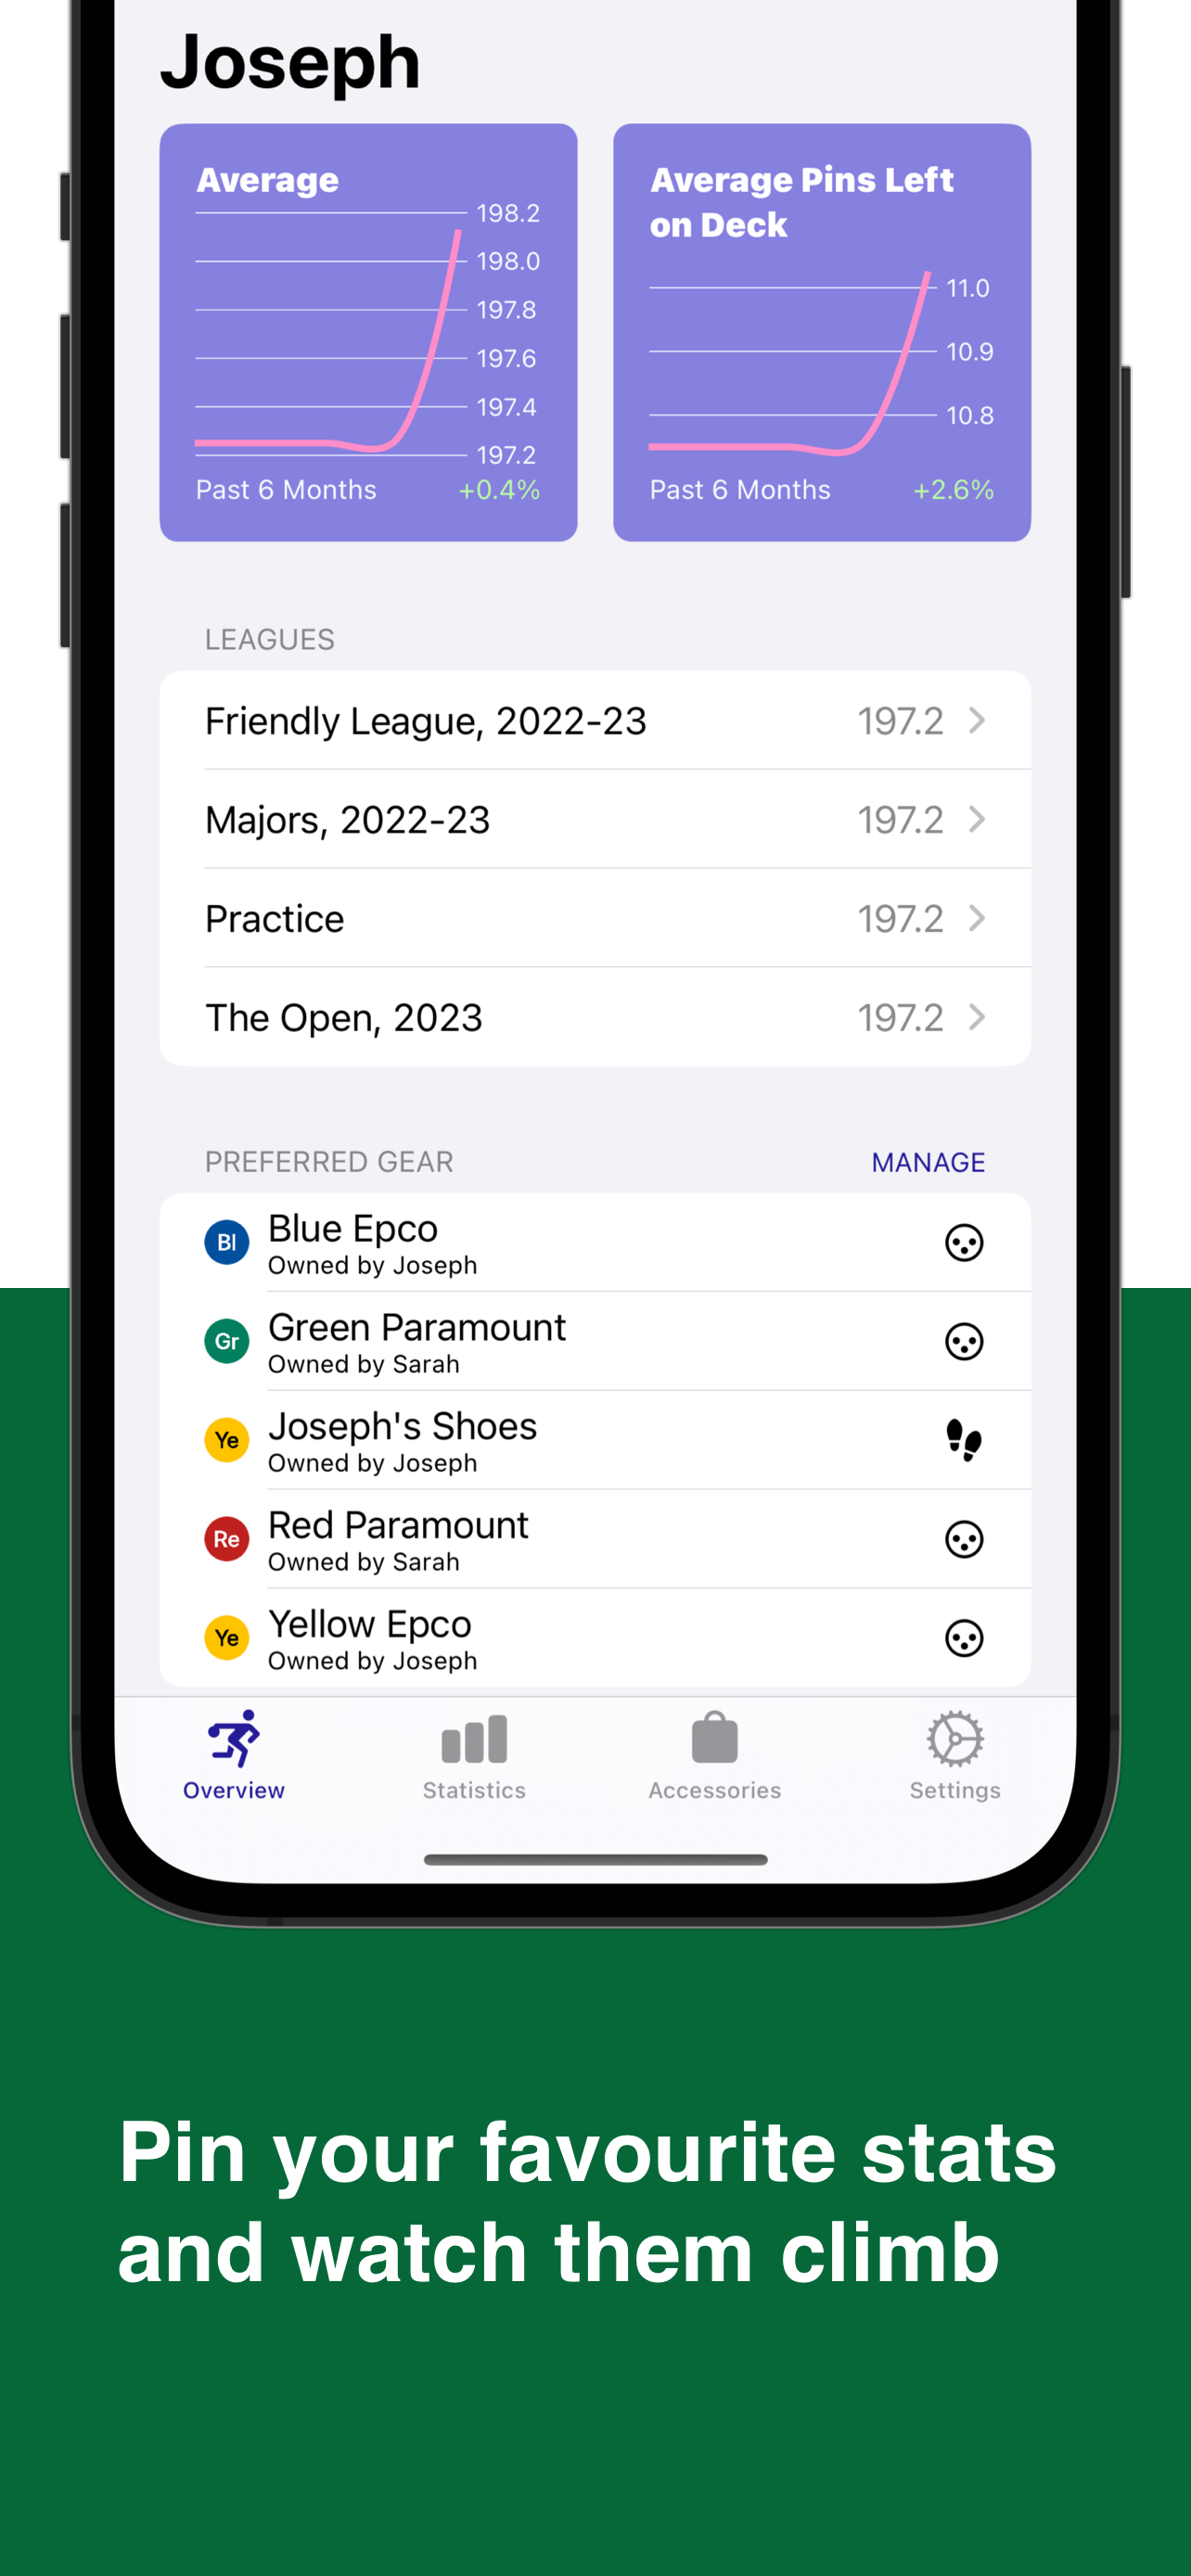 Joseph
Average
198.2
198.0
197.8
197.6
197.4
197.2
Past 6 Months +0.4%
Average Pins Left
on Deck
11.0
10.9
10.8
Past 6 Months +2.6%
LEAGUES
Friendly League, 2022-23 197.2
Majors, 2022-23 197.2
Practice 197.2
The Open, 2023 197.2
PREFERRED GEAR MANAGE
Bl Blue Epco
Owned by Joseph
Gr Green Paramount
Owned by Sarah
Ye Joseph's Shoes
Owned by Joseph
Re Red Paramount
Owned by Sarah
Ye Yellow Epco
Owned by Joseph
Overview Statistics Accessories Settings
Pin your favourite stats
and watch them climb